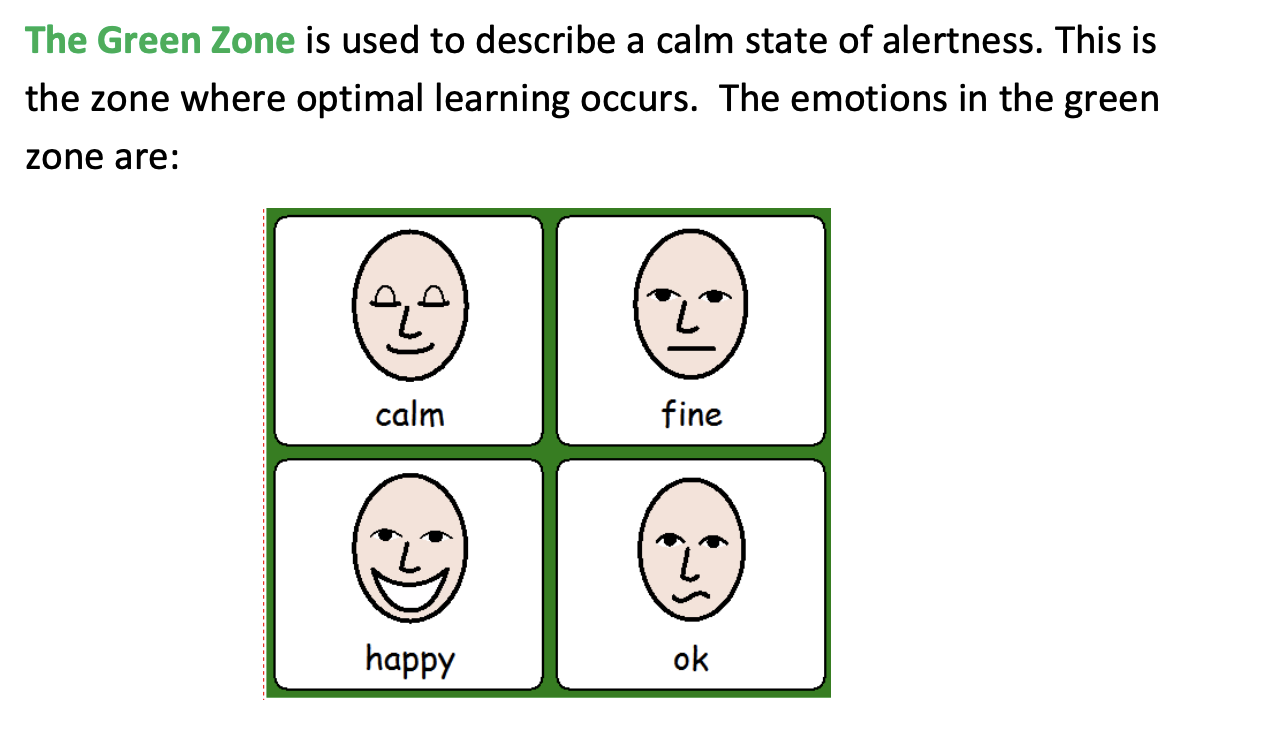 The Green Zone is used to describe a calm state of alertness. This is
the zone where optimal learning occurs.  The emotions in the green
zone are:
calm
fine
happy
ok